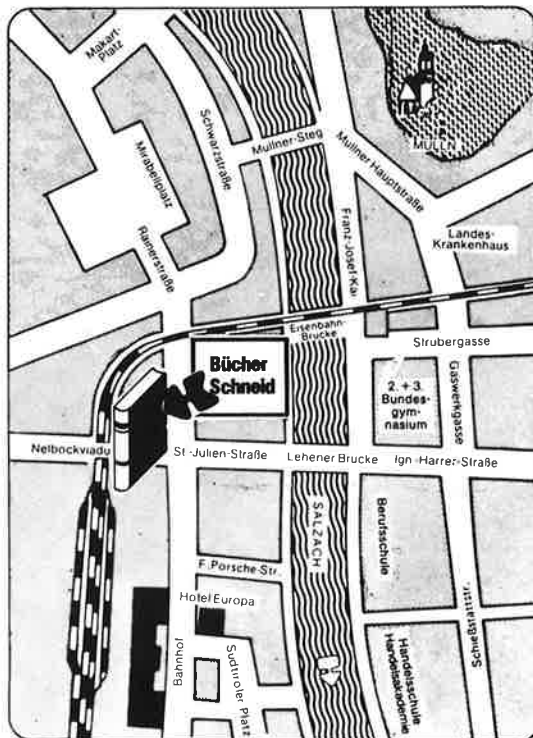 Makart-
Platz
Mirabellplatz
Schwarzstraße
Mullner-Steg
MULLN
Mullner Hauptstraße
Landes-
Krankenhaus
Rainerstraße
Franz-Josef-Kai
Eisenbahn-
Brucke
Strubergasse
Bücher
Schneid
2. + 3.
Bundes-
gym-
nasium
Gaswerkgasse
Nelbockviadu
St.-Julien-Straße
Lehener Brucke
Ign-Harrer-Straße
SALZACH
Berufsschule
F. Porsche-Str.
Hotel Europa
Bahnhof
Sudtiroler Platz
Handelsschule
Handelsakademie
Schießstattstr.